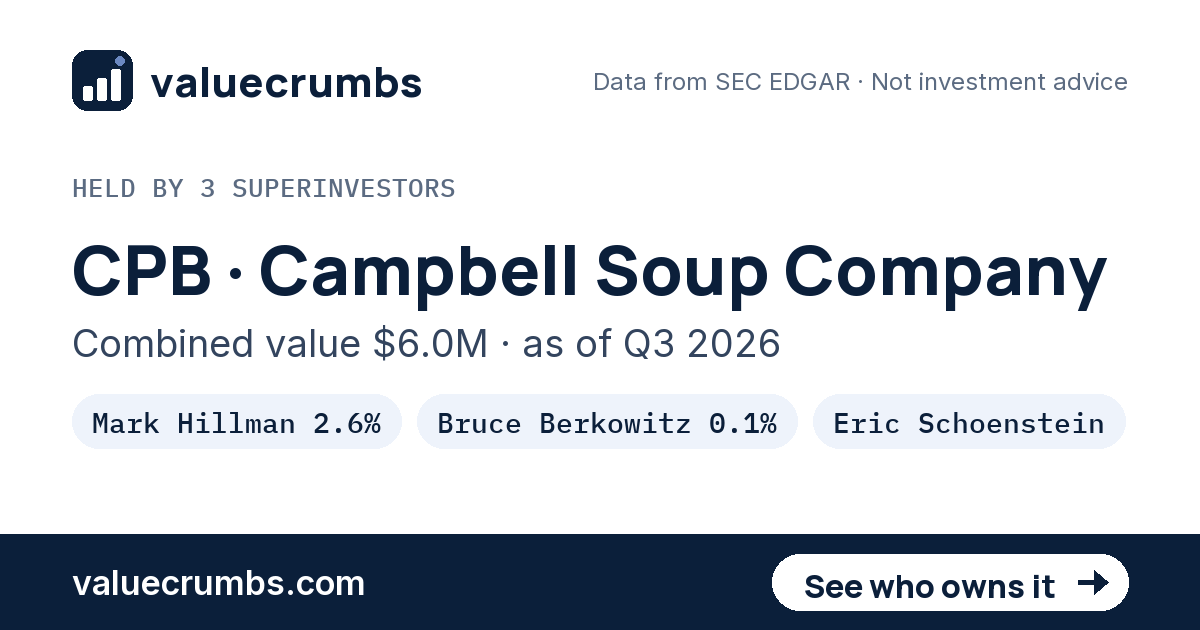 valuecrumbs
Data from SEC EDGAR · Not investment advice
HELD BY 3 SUPERINVESTORS
CPB · Campbell Soup Company
Combined value $6.0M · as of Q3 2026
Mark Hillman 2.6% Bruce Berkowitz 0.1% Eric Schoenstein
valuecrumbs.com
See who owns it →